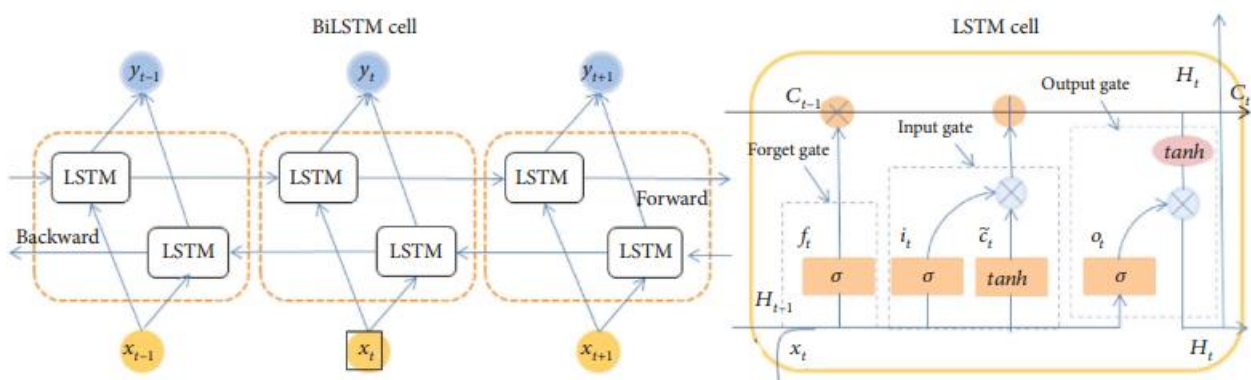 BiLSTM cell
y_{t–1}
y_t
y_{t+1}
LSTM
LSTM
LSTM
Forward
Backward
LSTM
LSTM
LSTM
x_{t–1}
x_t
x_{t+1}
LSTM cell
H_t
Output gate
C_{t–1}
C_t
Input gate
Forget gate
tanh
f_t
i_t
c̃_t
o_t
σ
σ
tanh
σ
H_{t–1}
x_t
H_t